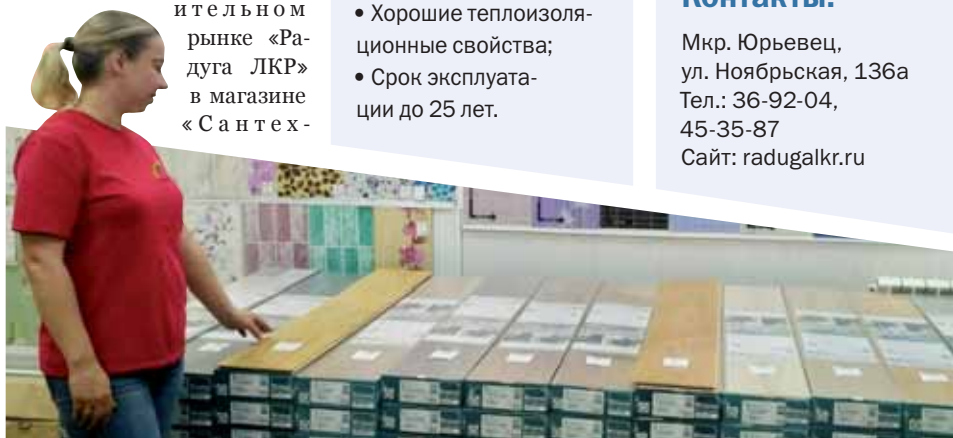 ительном
рынке «Ра-
дуга ЛКР»
в магазине
«Сантех-
• Хорошие теплоизоля-
ционные свойства;
• Срок эксплуата-
ции до 25 лет.
Контакты:
Мкр. Юрьевец,
ул. Ноябрьская, 136а
Тел.: 36-92-04,
45-35-87
Сайт: radugalkr.ru